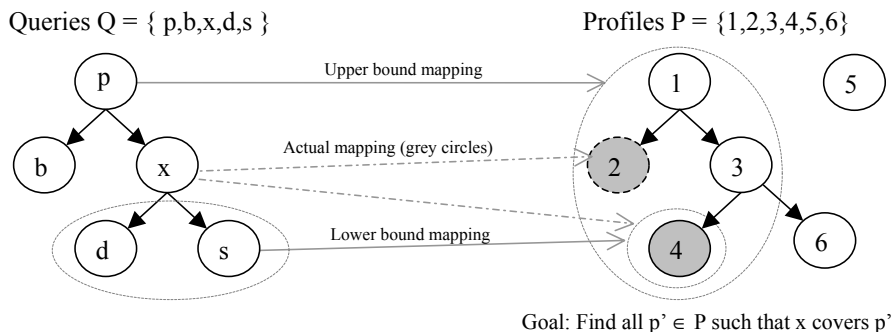 Queries Q = { p,b,x,d,s }
Profiles P = {1,2,3,4,5,6}
p
Upper bound mapping
1
5
b
x
Actual mapping (grey circles)
2
3
d
s
Lower bound mapping
4
6
Goal: Find all p’ ∈ P such that x covers p’